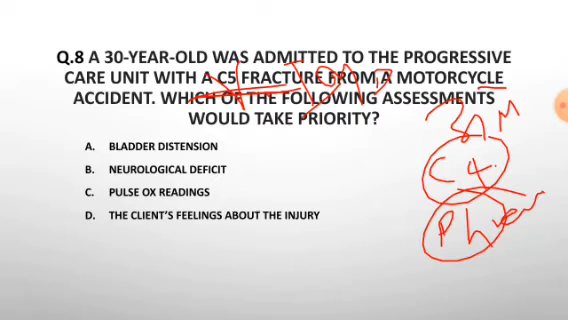 Q.8 A 30-YEAR-OLD WAS ADMITTED TO THE PROGRESSIVE
CARE UNIT WITH A C5 FRACTURE FROM A MOTORCYCLE
ACCIDENT. WHICH OF THE FOLLOWING ASSESSMENTS
WOULD TAKE PRIORITY?
A. BLADDER DISTENSION
B. NEUROLOGICAL DEFICIT
C. PULSE OX READINGS
D. THE CLIENT'S FEELINGS ABOUT THE INJURY
C4